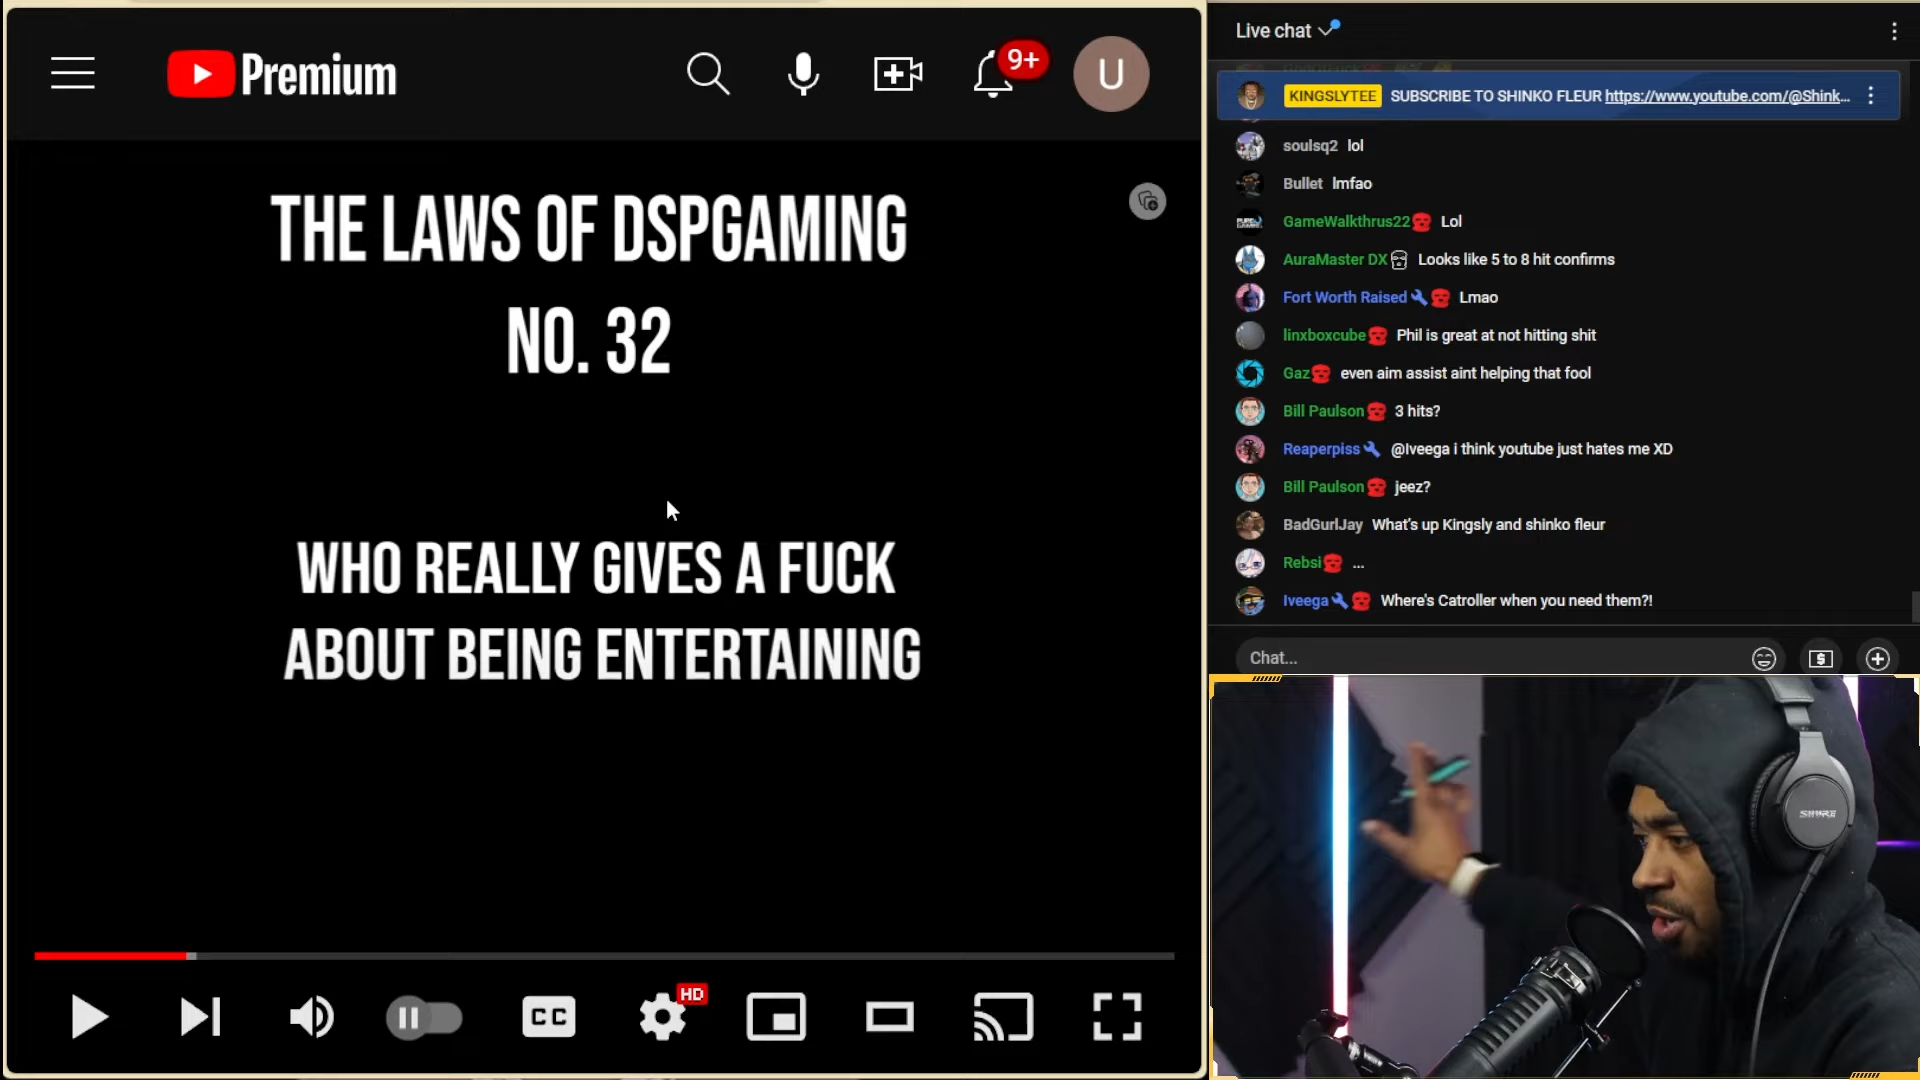 Premium
9+
U
THE LAWS OF DSPGAMING
NO. 32
WHO REALLY GIVES A FUCK
ABOUT BEING ENTERTAINING
CC
HD
Live chat
KINGSLYTEE SUBSCRIBE TO SHINKO FLEUR https://www.youtube.com/@Shink...
soulsq2 lol
Bullet lmfao
GameWalkthrus22 Lol
AuraMaster DX Looks like 5 to 8 hit confirms
Fort Worth Raised Lmao
linxboxcube Phil is great at not hitting shit
Gaz even aim assist aint helping that fool
Bill Paulson 3 hits?
Reaperpiss @Iveega i think youtube just hates me XD
Bill Paulson jeez?
BadGurlJay What's up Kingsly and shinko fleur
Rebsi ...
Iveega Where's Catroller when you need them?!
Chat...
SHURE